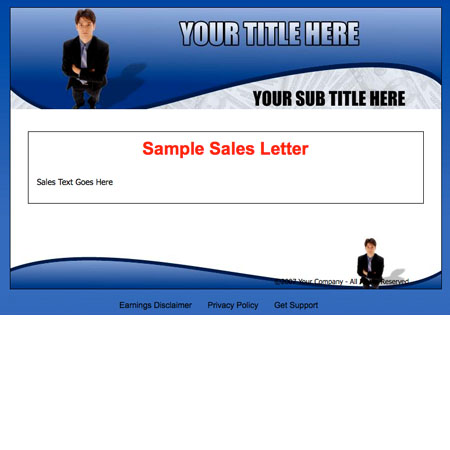 YOUR TITLE HERE
YOUR SUB TITLE HERE
Sample Sales Letter
Sales Text Goes Here
©2007 Your Company - All Reserved
Earnings Disclaimer Privacy Policy Get Support